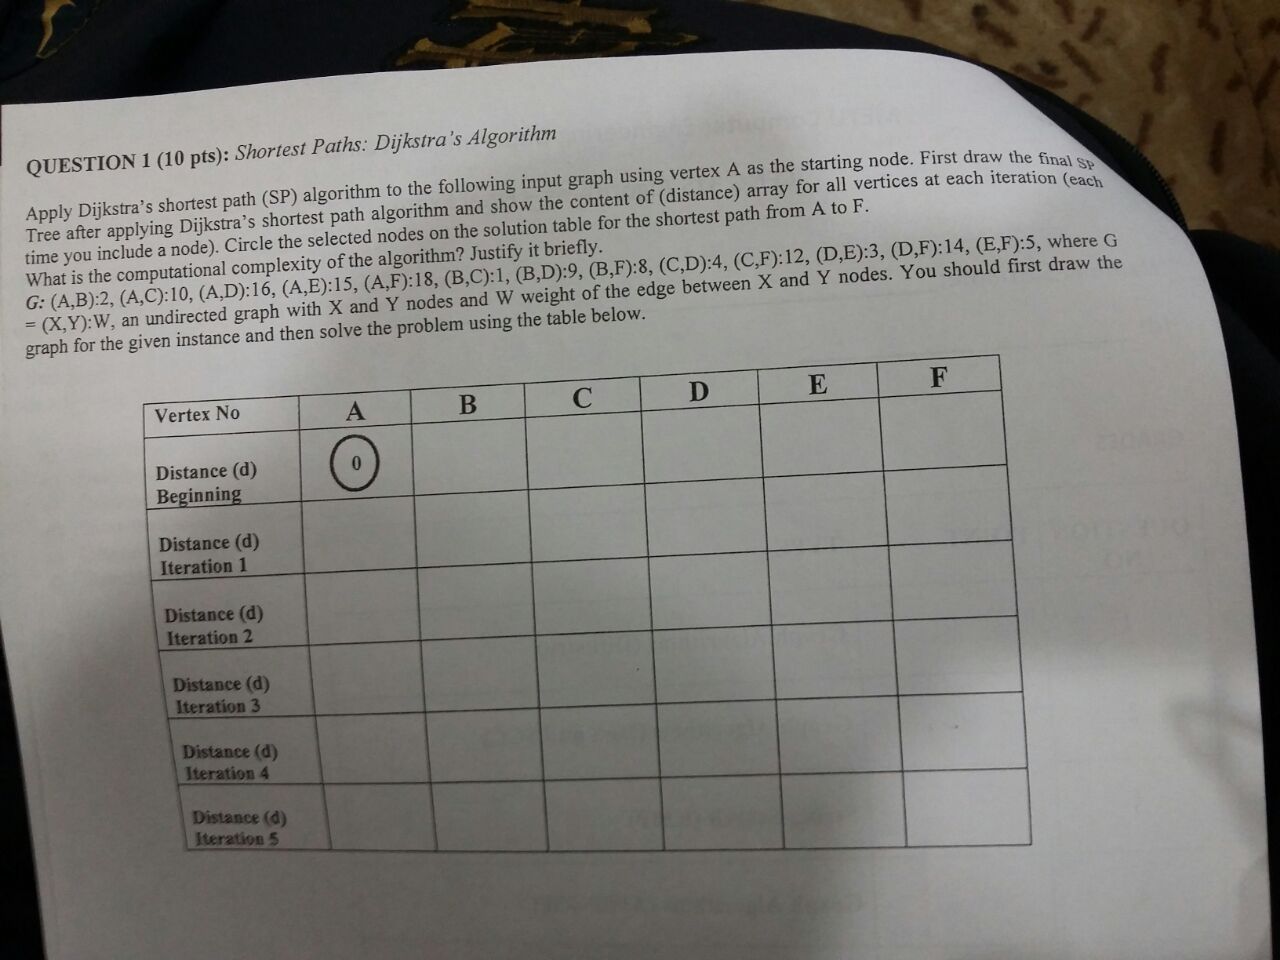 QUESTION 1 (10 pts): Shortest Paths: Dijkstra's Algorithm
Apply Dijkstra's shortest path (SP) algorithm to the following input graph using vertex A as the starting node. First draw the final SP
Tree after applying Dijkstra's shortest path algorithm and show the content of (distance) array for all vertices at each iteration (each
time you include a node). Circle the selected nodes on the solution table for the shortest path from A to F.
What is the computational complexity of the algorithm? Justify it briefly.
G: (A,B):2, (A,C):10, (A,D):16, (A,E):15, (A,F):18, (B,C):1, (B,D):9, (B,F):8, (C,D):4, (C,F):12, (D,E):3, (D,F):14, (E,F):5, where G
= (X,Y):W, an undirected graph with X and Y nodes and W weight of the edge between X and Y nodes. You should first draw the
graph for the given instance and then solve the problem using the table below.
Vertex No A B C D E F
Distance (d) 0
Beginning
Distance (d)
Iteration 1
Distance (d)
Iteration 2
Distance (d)
Iteration 3
Distance (d)
Iteration 4
Distance (d)
Iteration 5